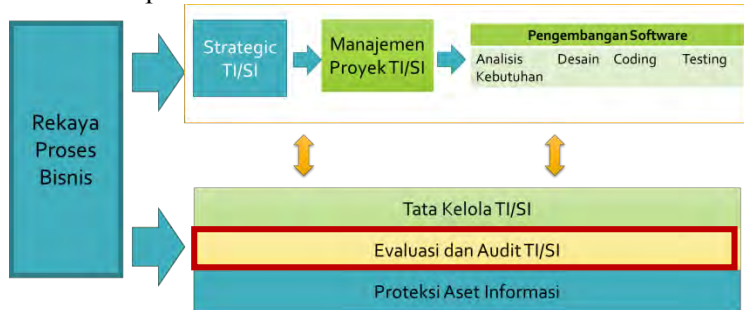 Rekaya
Proses
Bisnis
Strategic
TI/SI
Manajemen
Proyek TI/SI
Pengembangan Software
Analisis Desain Coding Testing
Kebutuhan
Tata Kelola TI/SI
Evaluasi dan Audit TI/SI
Proteksi Aset Informasi